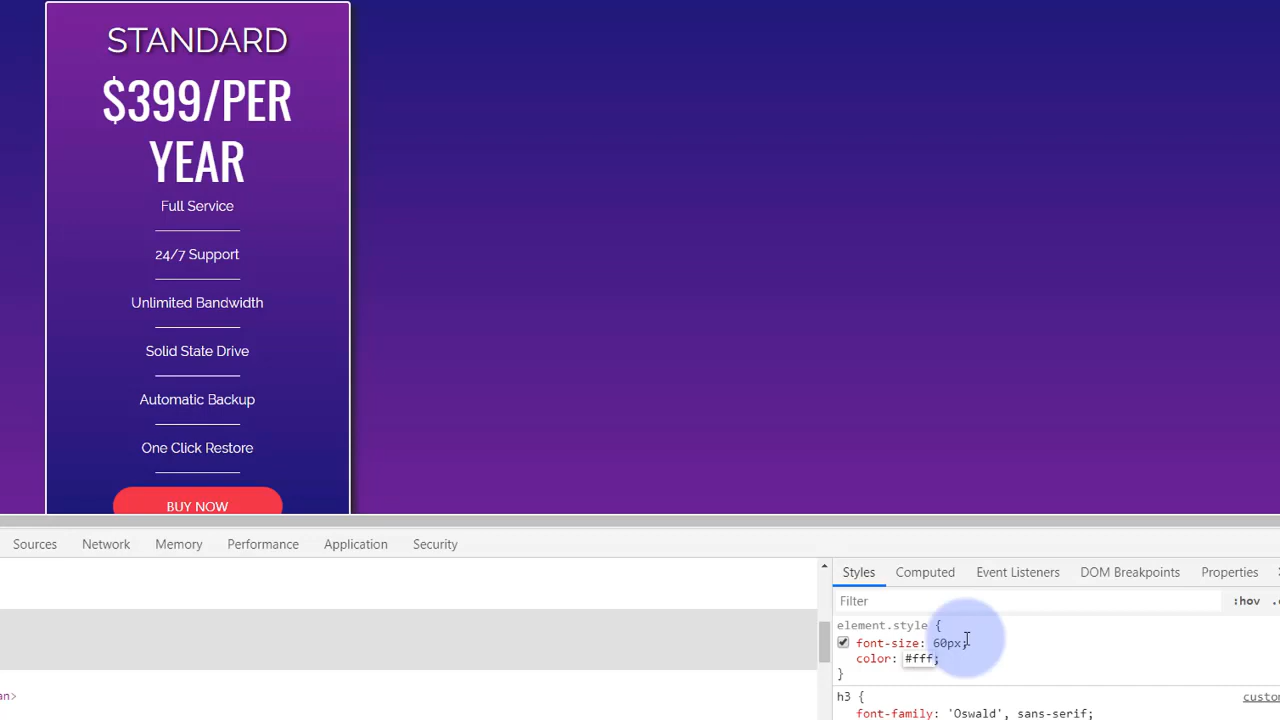 STANDARD
$399/PER
YEAR
Full Service
24/7 Support
Unlimited Bandwidth
Solid State Drive
Automatic Backup
One Click Restore
BUY NOW
Sources Network Memory Performance Application Security
an>
Styles Computed Event Listeners DOM Breakpoints Properties
Filter :hov .c
element.style {
font-size: 60px;
color: #fff;
}
h3 { custom
font-family: 'Oswald', sans-serif;